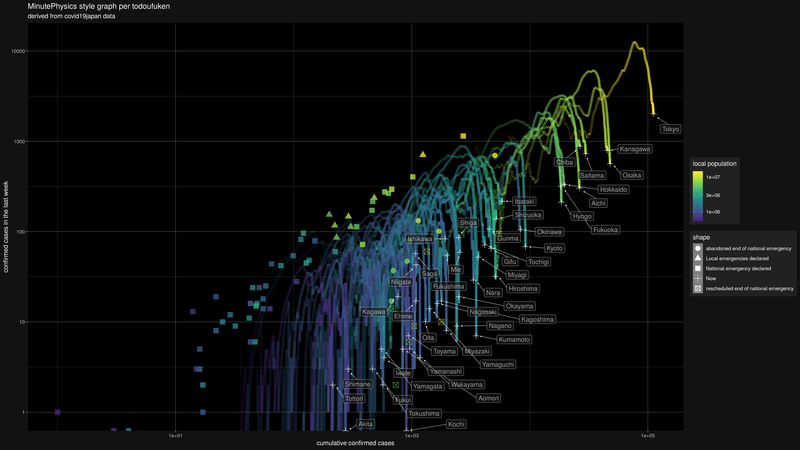 MinutePhysics style graph per todoufuken
derived from covid19japan data
confirmed cases in the last week
10000
1000
100
10
1
1e+01
1e+03
1e+05
cumulative confirmed cases
Tokyo
Kanagawa
Chiba
Saitama
Osaka
Hokkaido
Aichi
Ibaraki
Shizuoka
Hyogo
Shiga
Fukuoka
Okinawa
Ishikawa
Gunma
Kyoto
Gifu
Tochigi
Mie
Saga
Miyagi
Niigata
Fukushima
Hiroshima
Nara
Okayama
Kagawa
Ehime
Nagasaki
Kagoshima
Nagano
Oita
Kumamoto
Toyama
Miyazaki
Yamaguchi
Iwate
Yamanashi
Shimane
Yamagata
Wakayama
Tottori
Fukui
Aomori
Tokushima
Akita
Kochi
local population
1e+07
3e+06
1e+06
shape
abandoned end of national emergency
Local emergencies declared
National emergency declared
Now
rescheduled end of national emergency